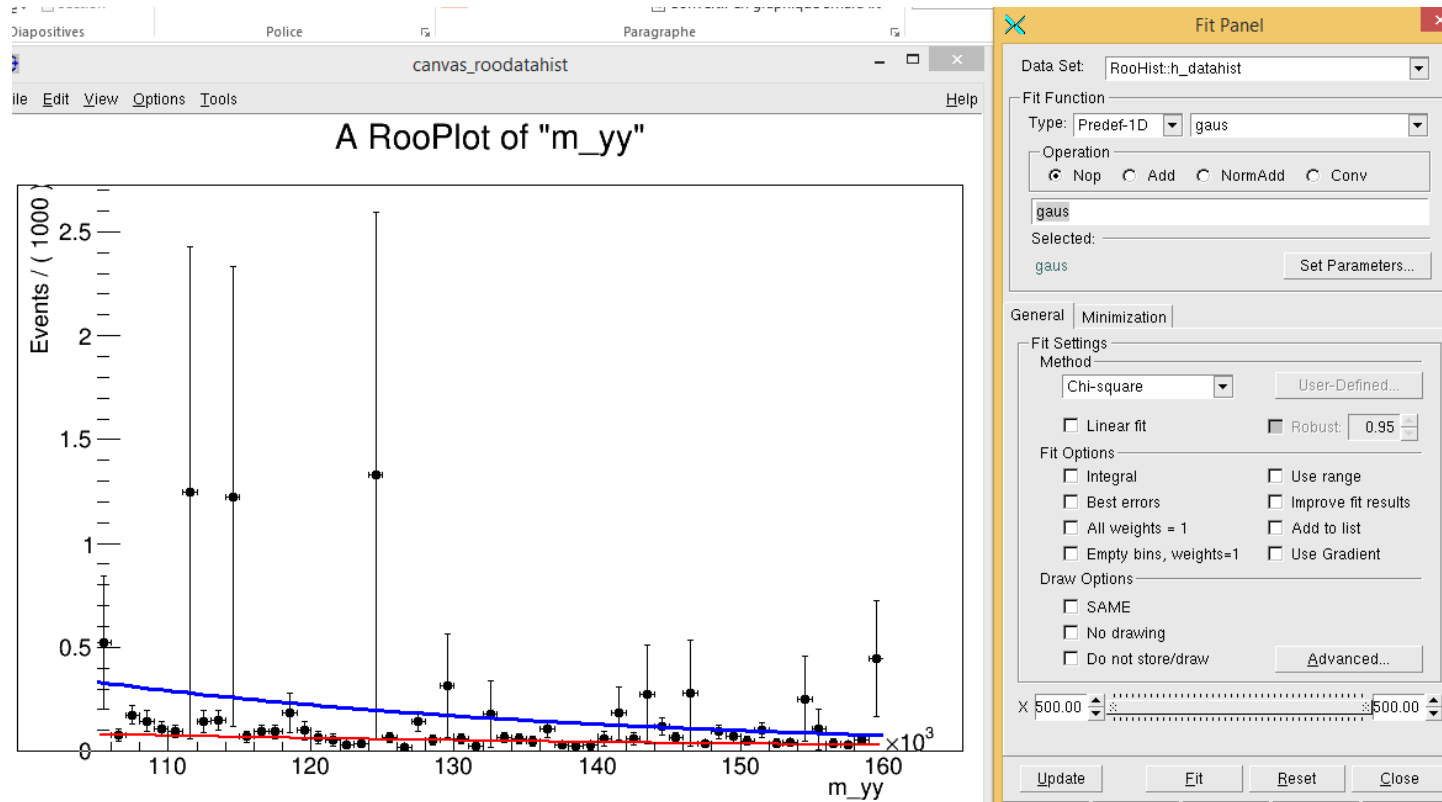 Diapositives Police Paragraphe
canvas_roodatahist
Edit View Options Tools Help
A RooPlot of "m_yy"
Events / ( 1000 )
2.5
2
1.5
1
0.5
0
110 120 130 140 150 160
×10³
m_yy
Fit Panel
Data Set: RooHist::h_datahist
Fit Function
Type: Predef-1D gaus
Operation
Nop Add NormAdd Conv
gaus
Selected:
gaus Set Parameters...
General Minimization
Fit Settings
Method
Chi-square User-Defined...
Linear fit Robust: 0.95
Fit Options
Integral Use range
Best errors Improve fit results
All weights = 1 Add to list
Empty bins, weights=1 Use Gradient
Draw Options
SAME
No drawing
Do not store/draw Advanced...
X 500.00 500.00
Update Fit Reset Close